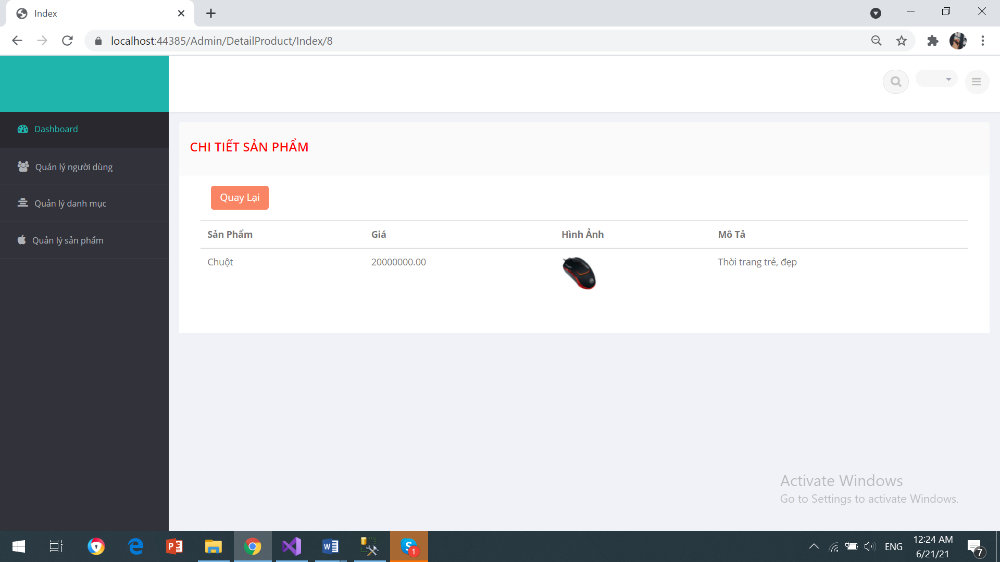 Index
localhost:44385/Admin/DetailProduct/Index/8
Dashboard
Quản lý người dùng
Quản lý danh mục
Quản lý sản phẩm
CHI TIẾT SẢN PHẨM
Quay Lại
Sản Phẩm Giá Hình Ảnh Mô Tả
Chuột 20000000.00 Thời trang trẻ, đẹp
Activate Windows
Go to Settings to activate Windows.
1
ENG
12:24 AM
6/21/21
7